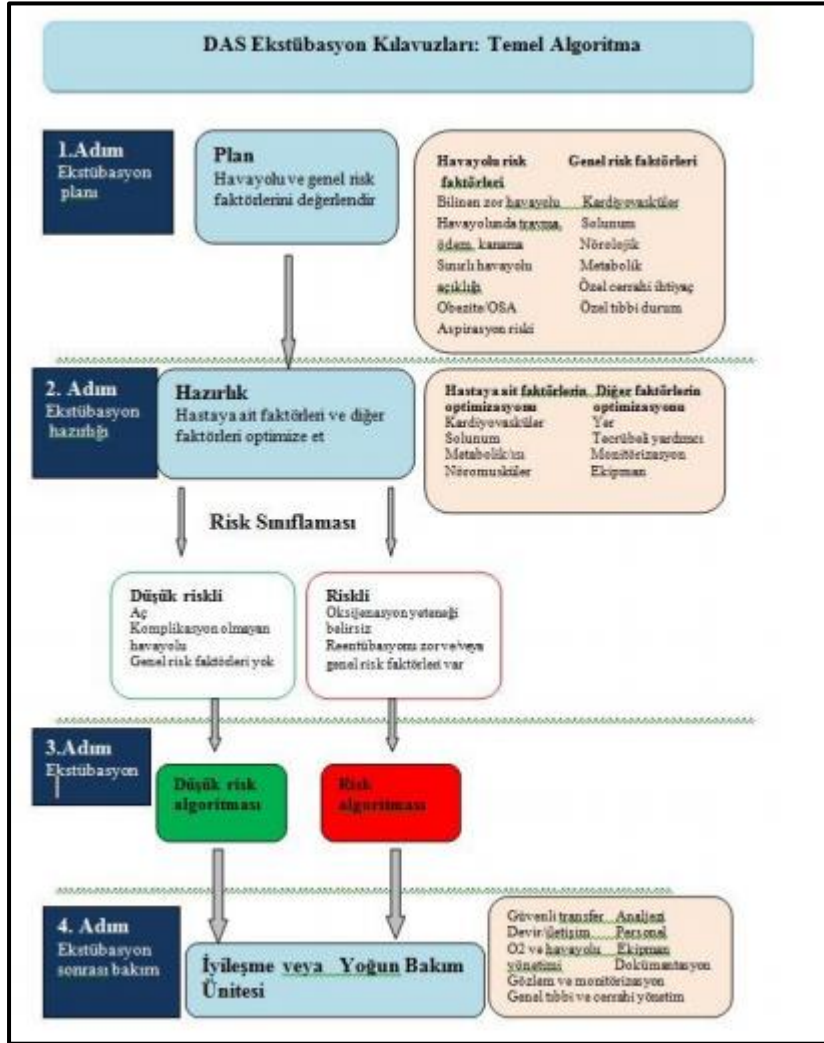 DAS Ekstübasyon Kılavuzları: Temel Algoritma
1.Adım
Ekstübasyon
planı
Plan
Havayolu ve genel risk
faktörlerini değerlendir
Havayolu risk
faktörleri
Bilinen zor havayolu
Havayolunda travma,
ödem, kanama
Sınırlı havayolu
açıklığı
Obezite/OSA
Aspirasyon riski
Genel risk faktörleri
Kardiyovasküler
Solunum
Nörolojik
Metabolik
Özel cerrahi ihtiyaç
Özel tıbbi durum
2. Adım
Ekstübasyon
hazırlığı
Hazırlık
Hastaya ait faktörleri ve diğer
faktörleri optimize et
Hastaya ait faktörlerin
optimizasyonu
Kardiyovasküler
Solunum
Metabolik/ısı
Nöromusküler
Diğer faktörlerin
optimizasyonu
Yer
Tecrübeli yardımcı
Monitörizasyon
Ekipman
Risk Sınıflaması
Düşük riskli
Aç
Komplikasyon olmayan
havayolu
Genel risk faktörleri yok
Riskli
Oksijenasyon yeteneği
belirsiz
Reentübasyonu zor ve/veya
genel risk faktörleri var
3.Adım
Ekstübasyon
Düşük risk
algoritması
Risk
algoritması
4. Adım
Ekstübasyon
sonrası bakım
İyileşme veya Yoğun Bakım
Ünitesi
Güvenli transfer Analjezi
Devir/iletişim Personal
O2 ve havayolu Ekipman
yönetimi Dokümantasyon
Gözlem ve monitörizasyon
Genel tıbbi ve cerrahi yönetim